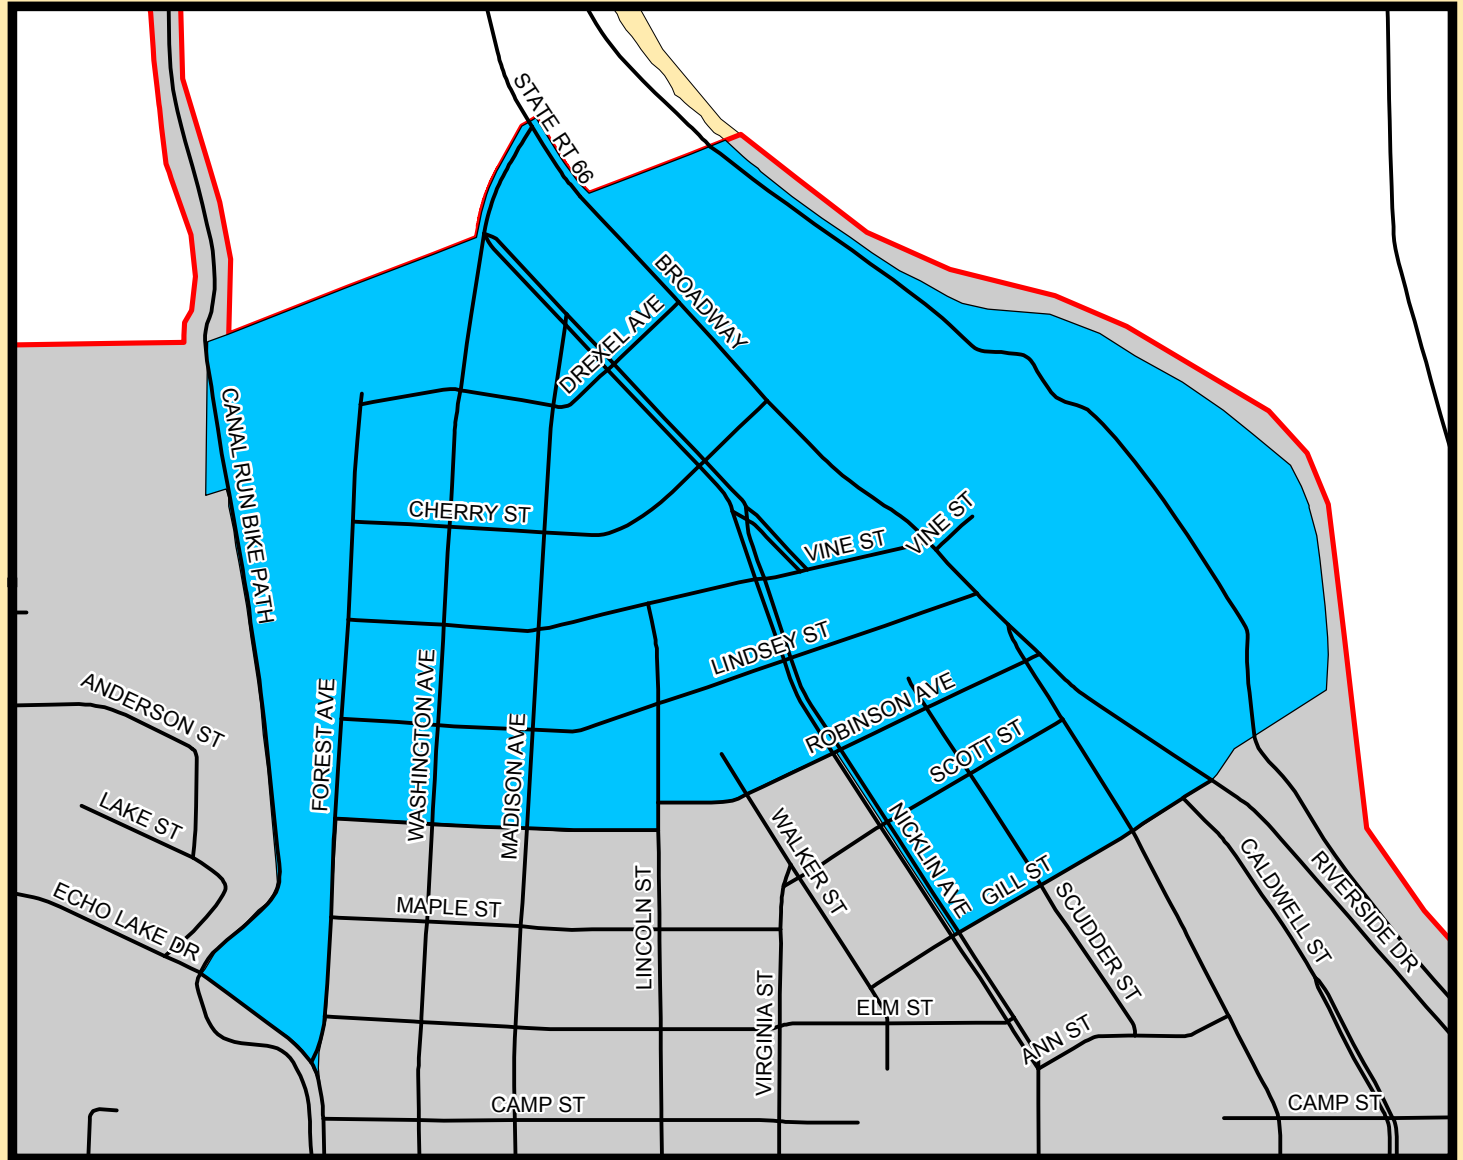 STATE RT 66
BROADWAY
DREXEL AVE
CANAL RUN BIKE PATH
CHERRY ST
VINE ST
VINE ST
LINDSEY ST
ANDERSON ST
FOREST AVE
WASHINGTON AVE
MADISON AVE
ROBINSON AVE
SCOTT ST
LAKE ST
WALKER ST
NICKLIN AVE
GILL ST
CALDWELL ST
RIVERSIDE DR
ECHO LAKE DR
MAPLE ST
LINCOLN ST
SCUDDER ST
VIRGINIA ST
ELM ST
ANN ST
CAMP ST
CAMP ST